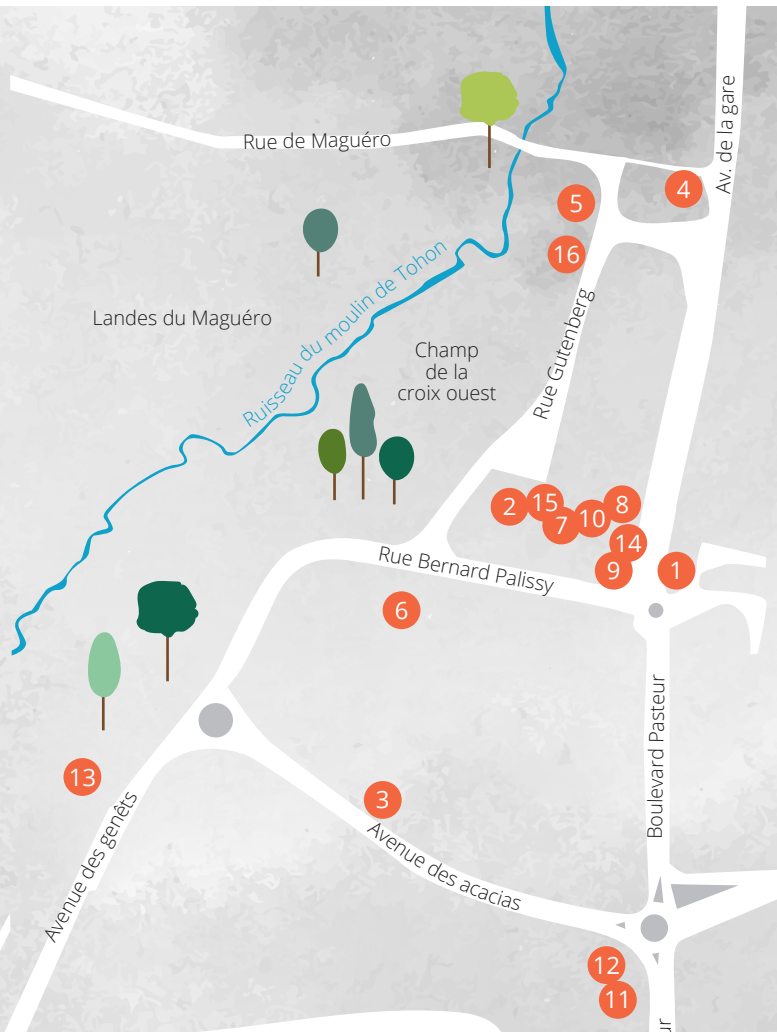 Rue de Maguéro
Av. de la gare
4
5
16
Ruisseau du moulin de Tohon
Landes du Maguéro
Champ
de la
croix ouest
Rue Gutenberg
2
15
7
10
8
14
9
1
Rue Bernard Palissy
6
Boulevard Pasteur
13
3
Avenue des genêts
Avenue des acacias
12
11
ur